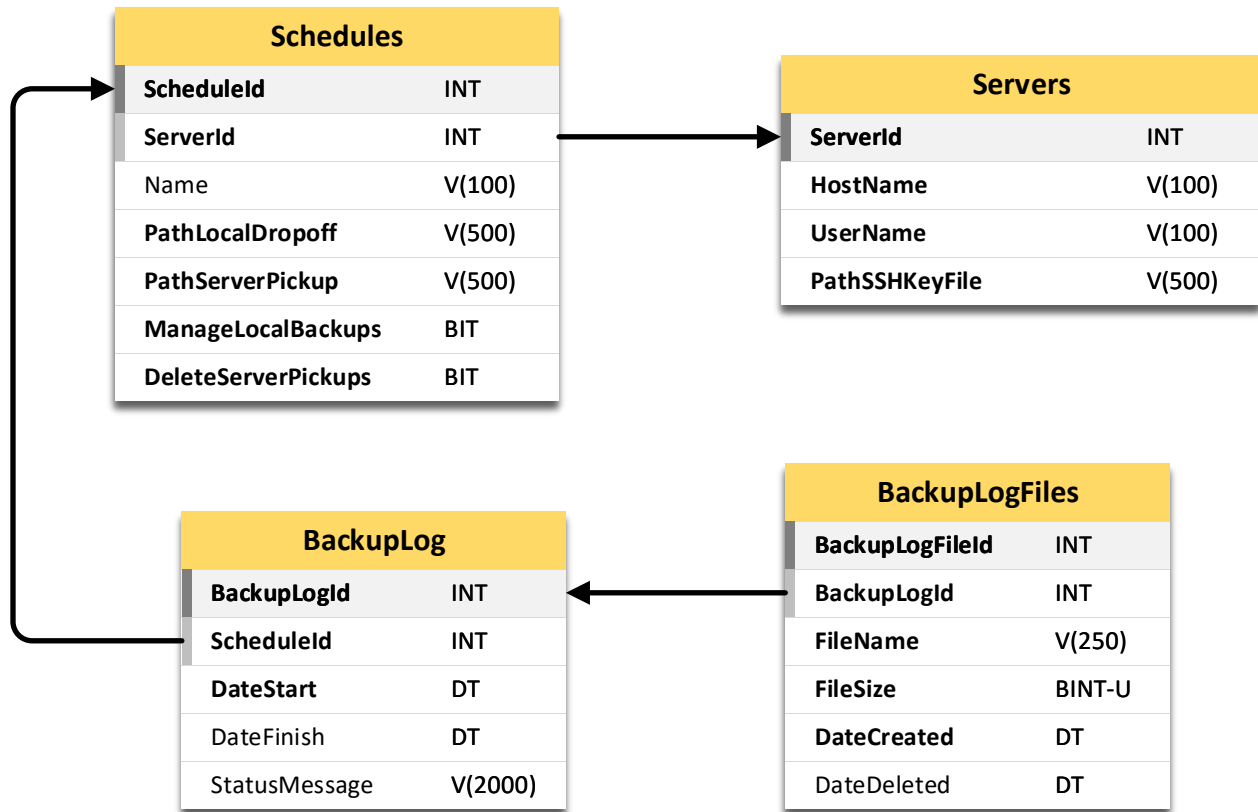 Schedules
ScheduleId INT
ServerId INT
Name V(100)
PathLocalDropoff V(500)
PathServerPickup V(500)
ManageLocalBackups BIT
DeleteServerPickups BIT
Servers
ServerId INT
HostName V(100)
UserName V(100)
PathSSHKeyFile V(500)
BackupLog
BackupLogId INT
ScheduleId INT
DateStart DT
DateFinish DT
StatusMessage V(2000)
BackupLogFiles
BackupLogFileId INT
BackupLogId INT
FileName V(250)
FileSize BINT-U
DateCreated DT
DateDeleted DT